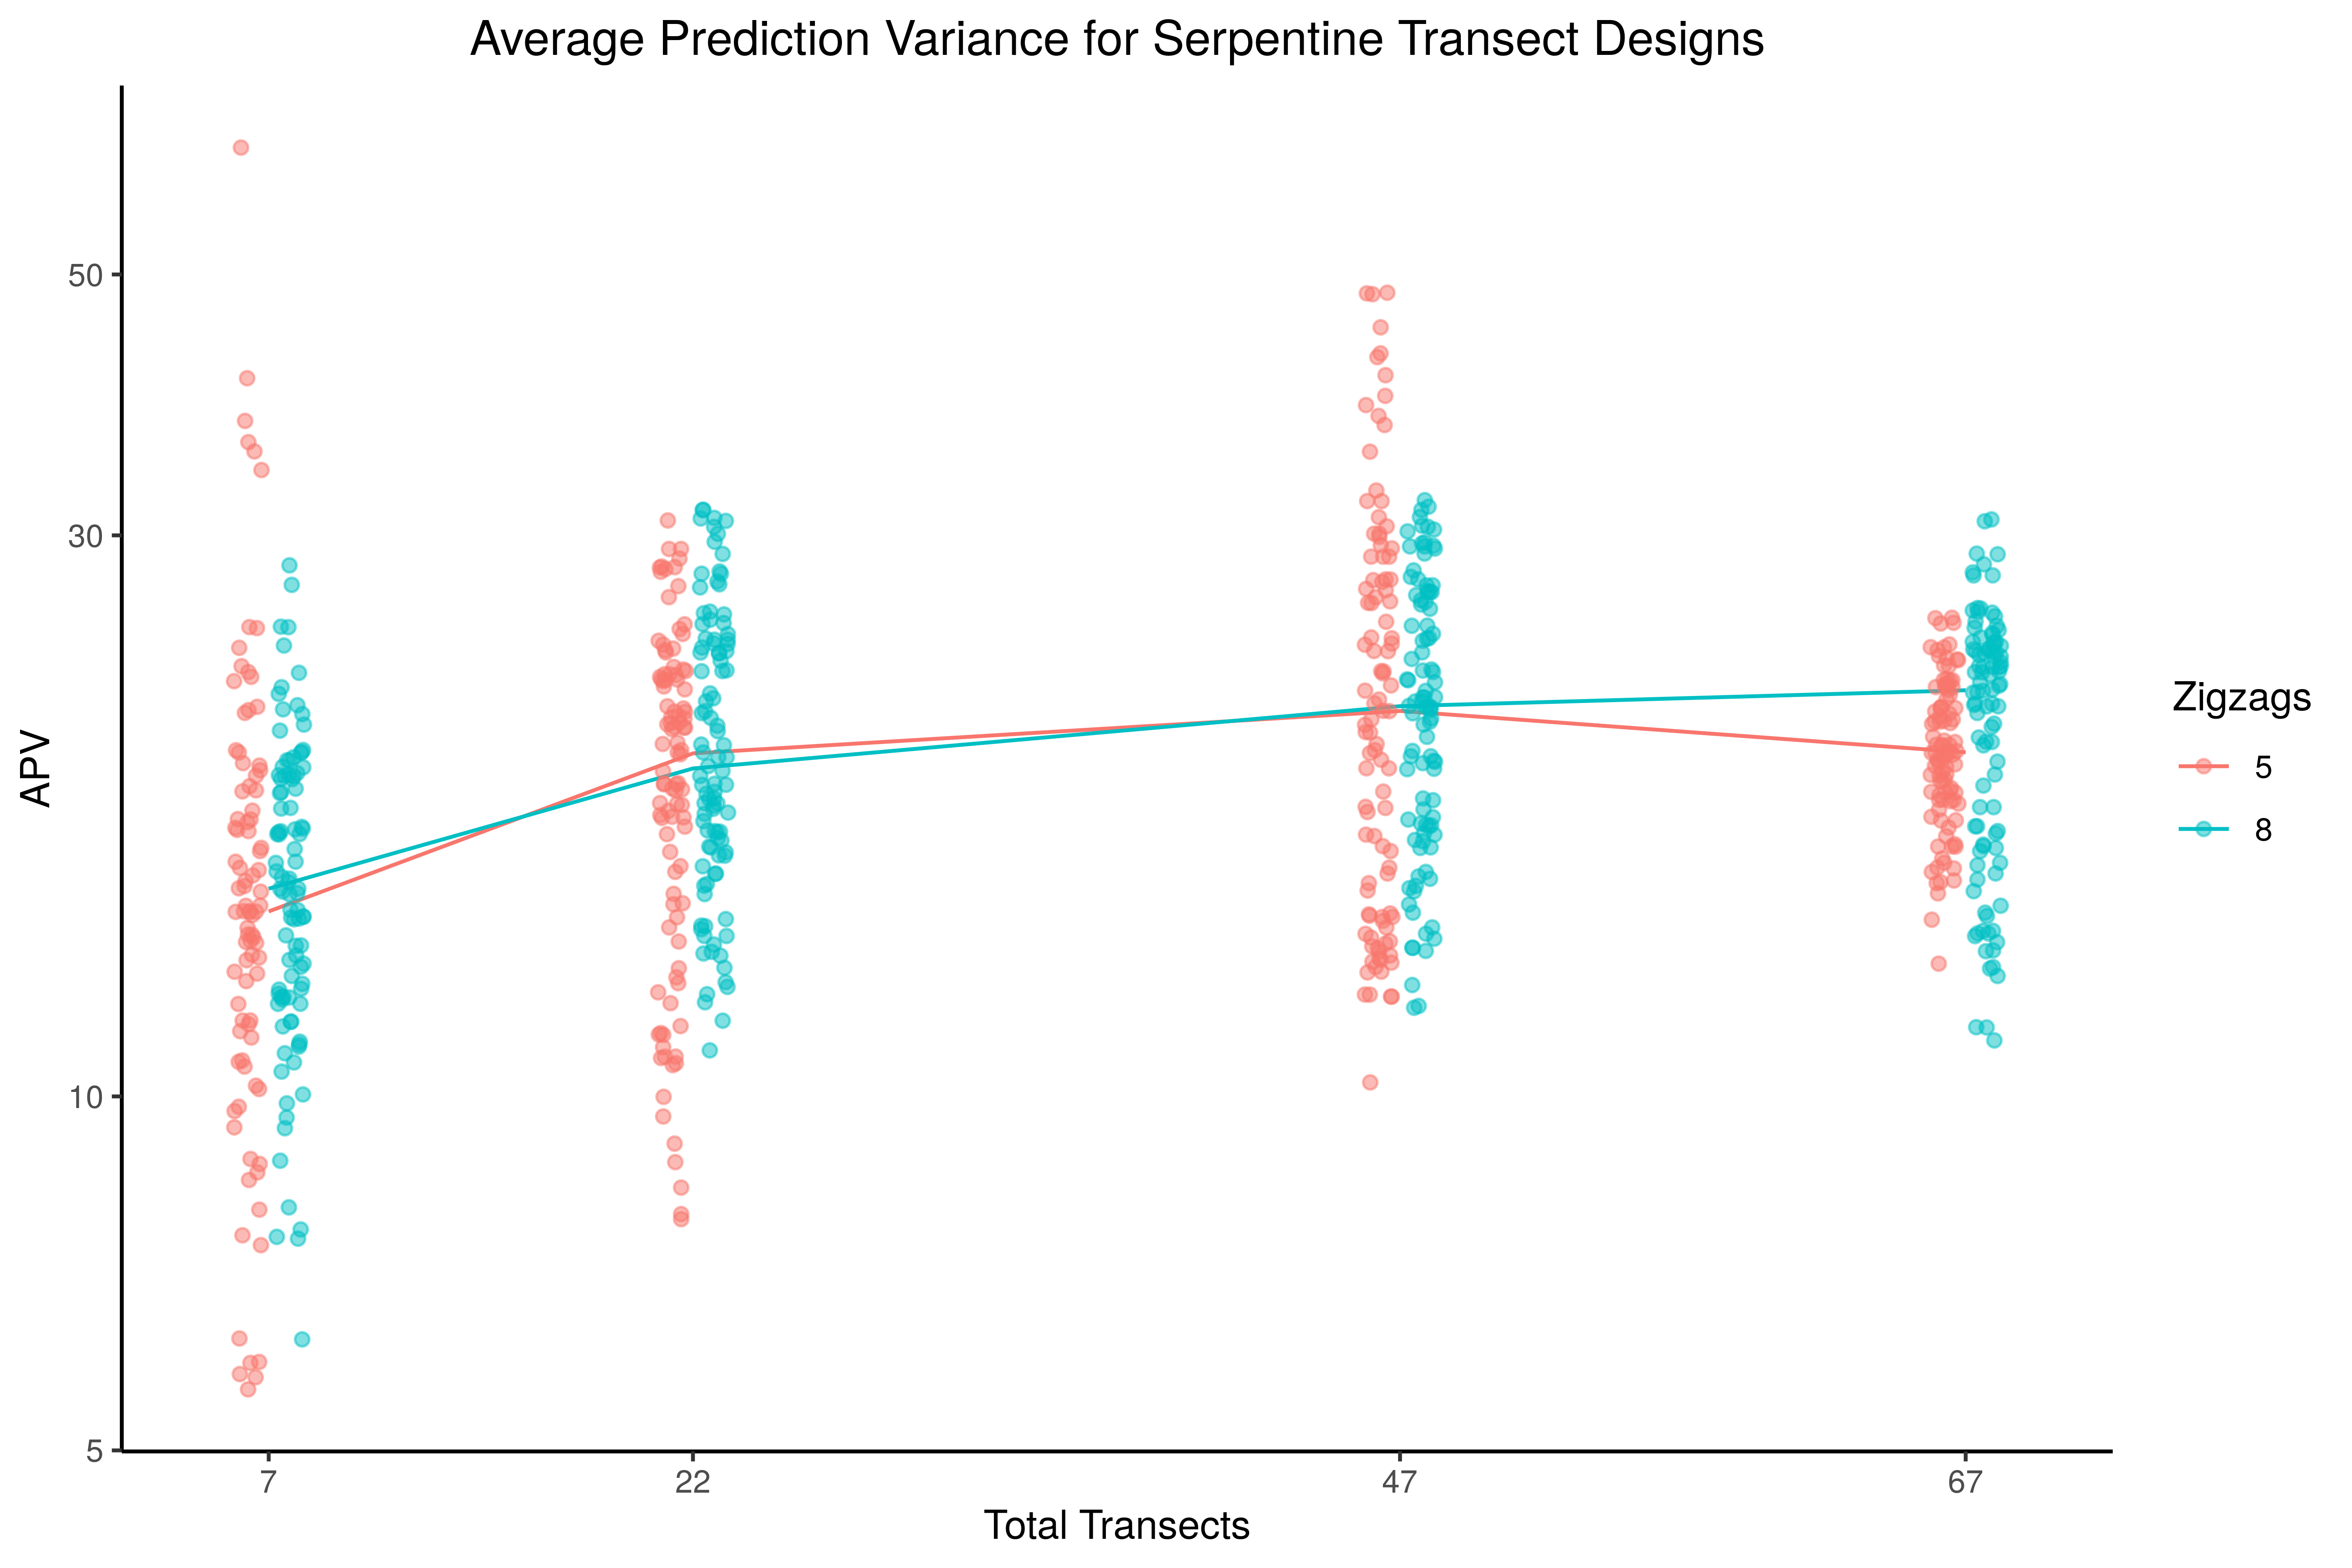 Average Prediction Variance for Serpentine Transect Designs
APV
50
30
10
5
7
22
47
67
Total Transects
Zigzags
5
8